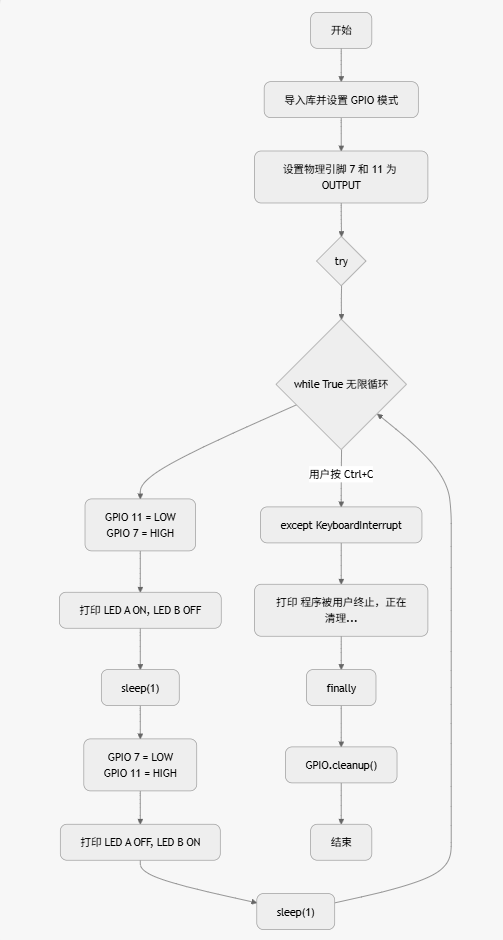 开始
导入库并设置 GPIO 模式
设置物理引脚 7 和 11 为
OUTPUT
try
while True 无限循环
用户按 Ctrl+C
GPIO 11 = LOW
GPIO 7 = HIGH
except KeyboardInterrupt
打印 LED A ON, LED B OFF
打印 程序被用户终止，正在
清理...
sleep(1)
finally
GPIO 7 = LOW
GPIO 11 = HIGH
GPIO.cleanup()
打印 LED A OFF, LED B ON
结束
sleep(1)